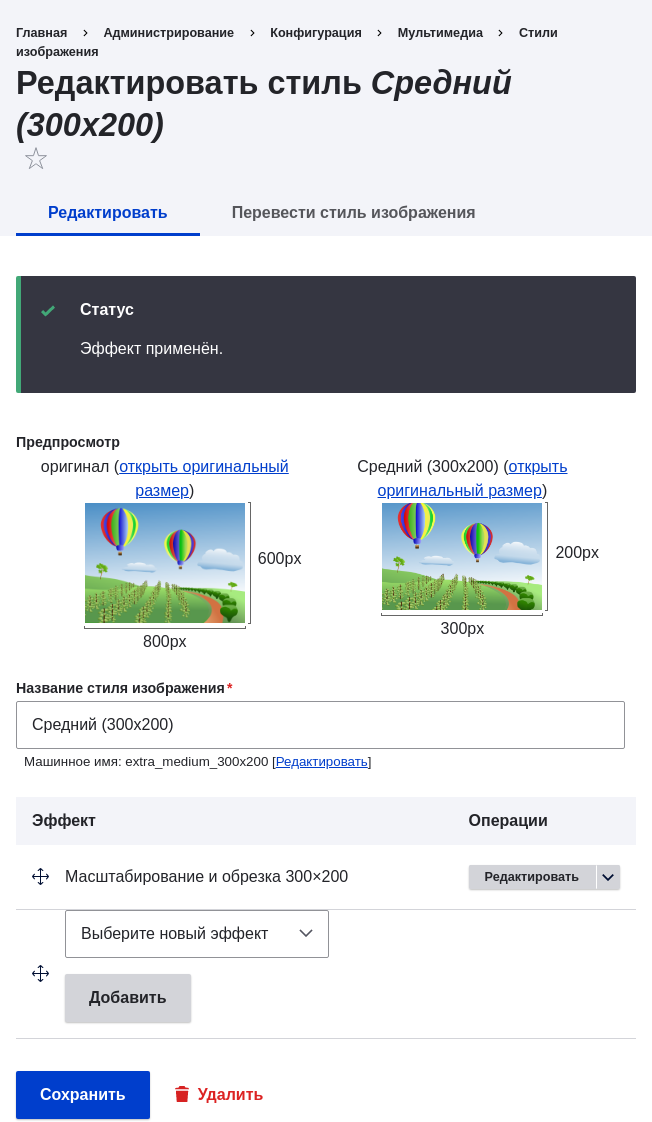 Главная > Администрирование > Конфигурация > Мультимедиа > Стили
изображения
Редактировать стиль Средний
(300x200)
Редактировать Перевести стиль изображения
Статус
Эффект применён.
Предпросмотр
оригинал (открыть оригинальный
размер)
600px
800px
Средний (300x200) (открыть
оригинальный размер)
200px
300px
Название стиля изображения*
Средний (300x200)
Машинное имя: extra_medium_300x200 [Редактировать]
Эффект Операции
Масштабирование и обрезка 300×200 Редактировать
Выберите новый эффект
Добавить
Сохранить Удалить